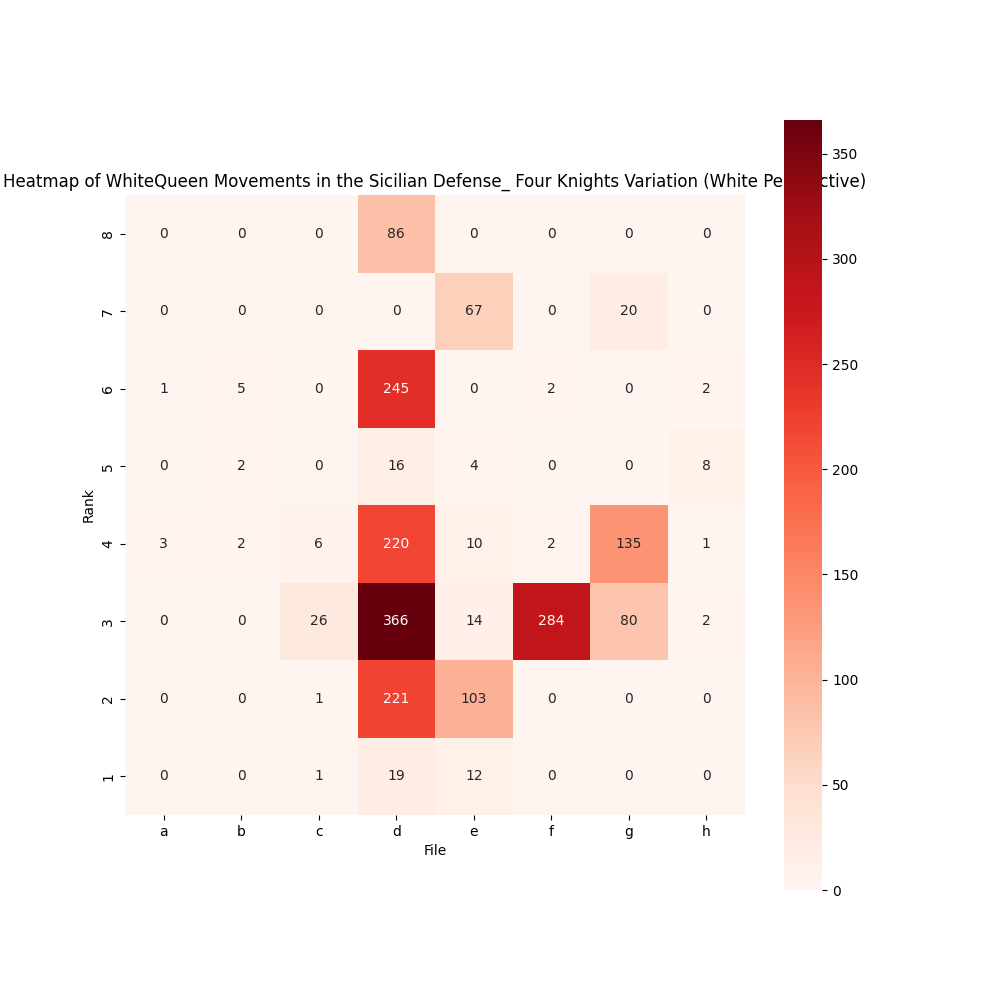 Heatmap of WhiteQueen Movements in the Sicilian Defense_ Four Knights Variation (White Pe ctive)
8 0 0 0 86 0 0 0 0
7 0 0 0 0 67 0 20 0
6 1 5 0 245 0 2 0 2
5 0 2 0 16 4 0 0 8
Rank
4 3 2 6 220 10 2 135 1
3 0 0 26 366 14 284 80 2
2 0 0 1 221 103 0 0 0
1 0 0 1 19 12 0 0 0
a b c d e f g h
File
350
300
250
200
150
100
50
0